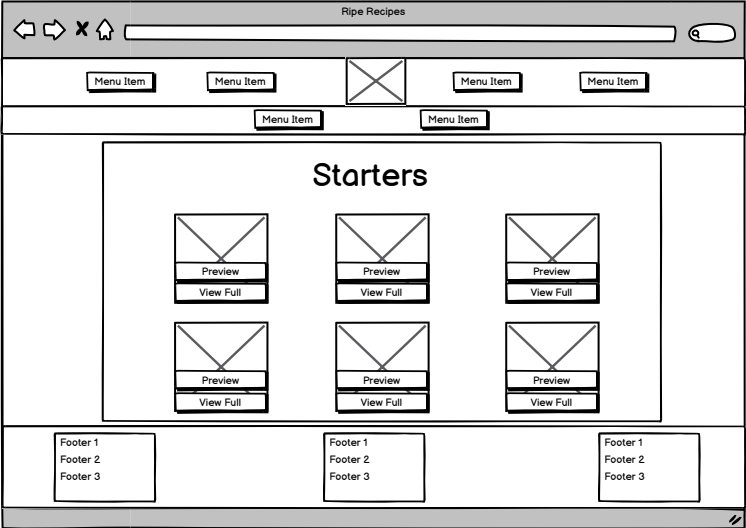 Ripe Recipes
Menu Item Menu Item Menu Item Menu Item
Menu Item Menu Item
Starters
Preview Preview Preview
View Full View Full View Full
Preview Preview Preview
View Full View Full View Full
Footer 1 Footer 1 Footer 1
Footer 2 Footer 2 Footer 2
Footer 3 Footer 3 Footer 3